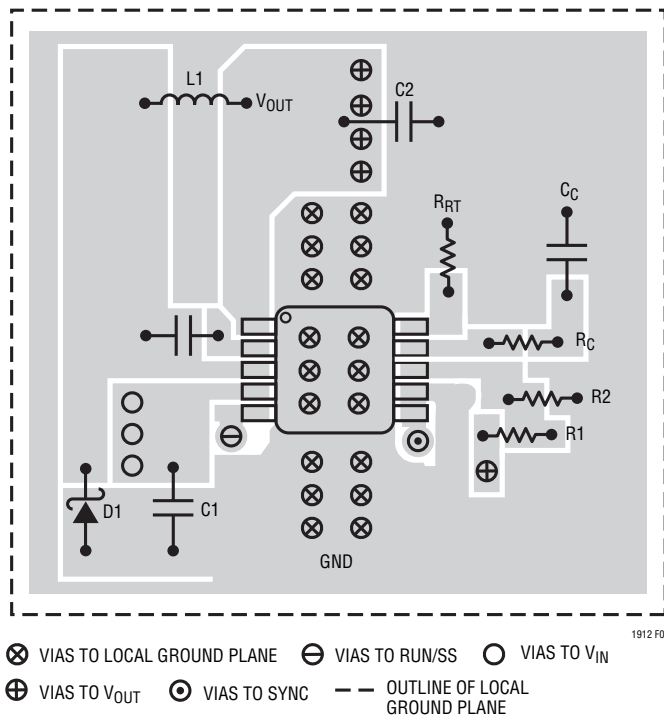 L1
VOUT
C2
RRT
CC
RC
R2
R1
D1
C1
GND
1912 F0
VIAS TO LOCAL GROUND PLANE
VIAS TO RUN/SS
VIAS TO VIN
VIAS TO VOUT
VIAS TO SYNC
OUTLINE OF LOCAL
GROUND PLANE